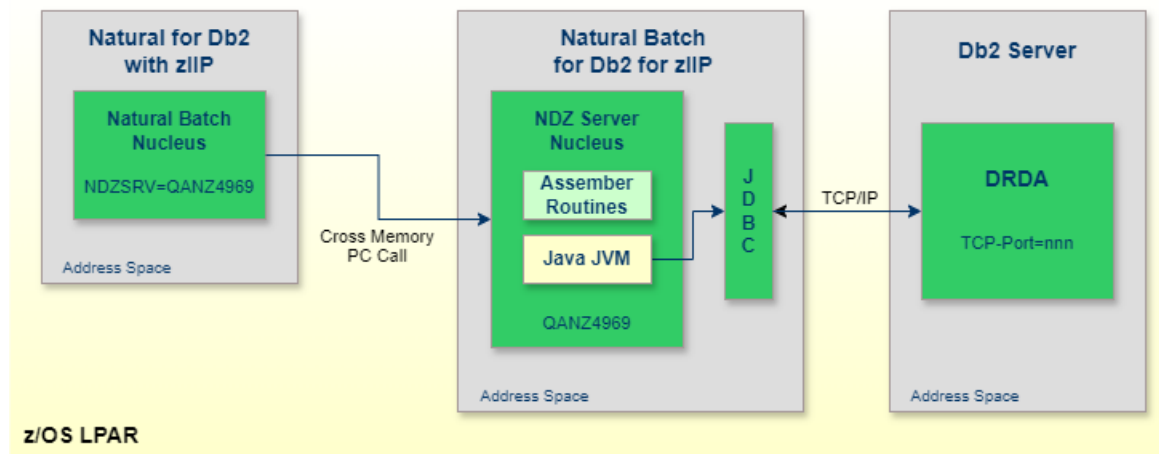 Natural for Db2
with zIIP
Natural Batch
Nucleus
NDZSRV=QANZ4969
Address Space
Cross Memory
PC Call
Natural Batch
for Db2 for zIIP
NDZ Server
Nucleus
Assember
Routines
Java JVM
QANZ4969
J
D
B
C
Address Space
TCP/IP
Db2 Server
DRDA
TCP-Port=nnn
Address Space
z/OS LPAR